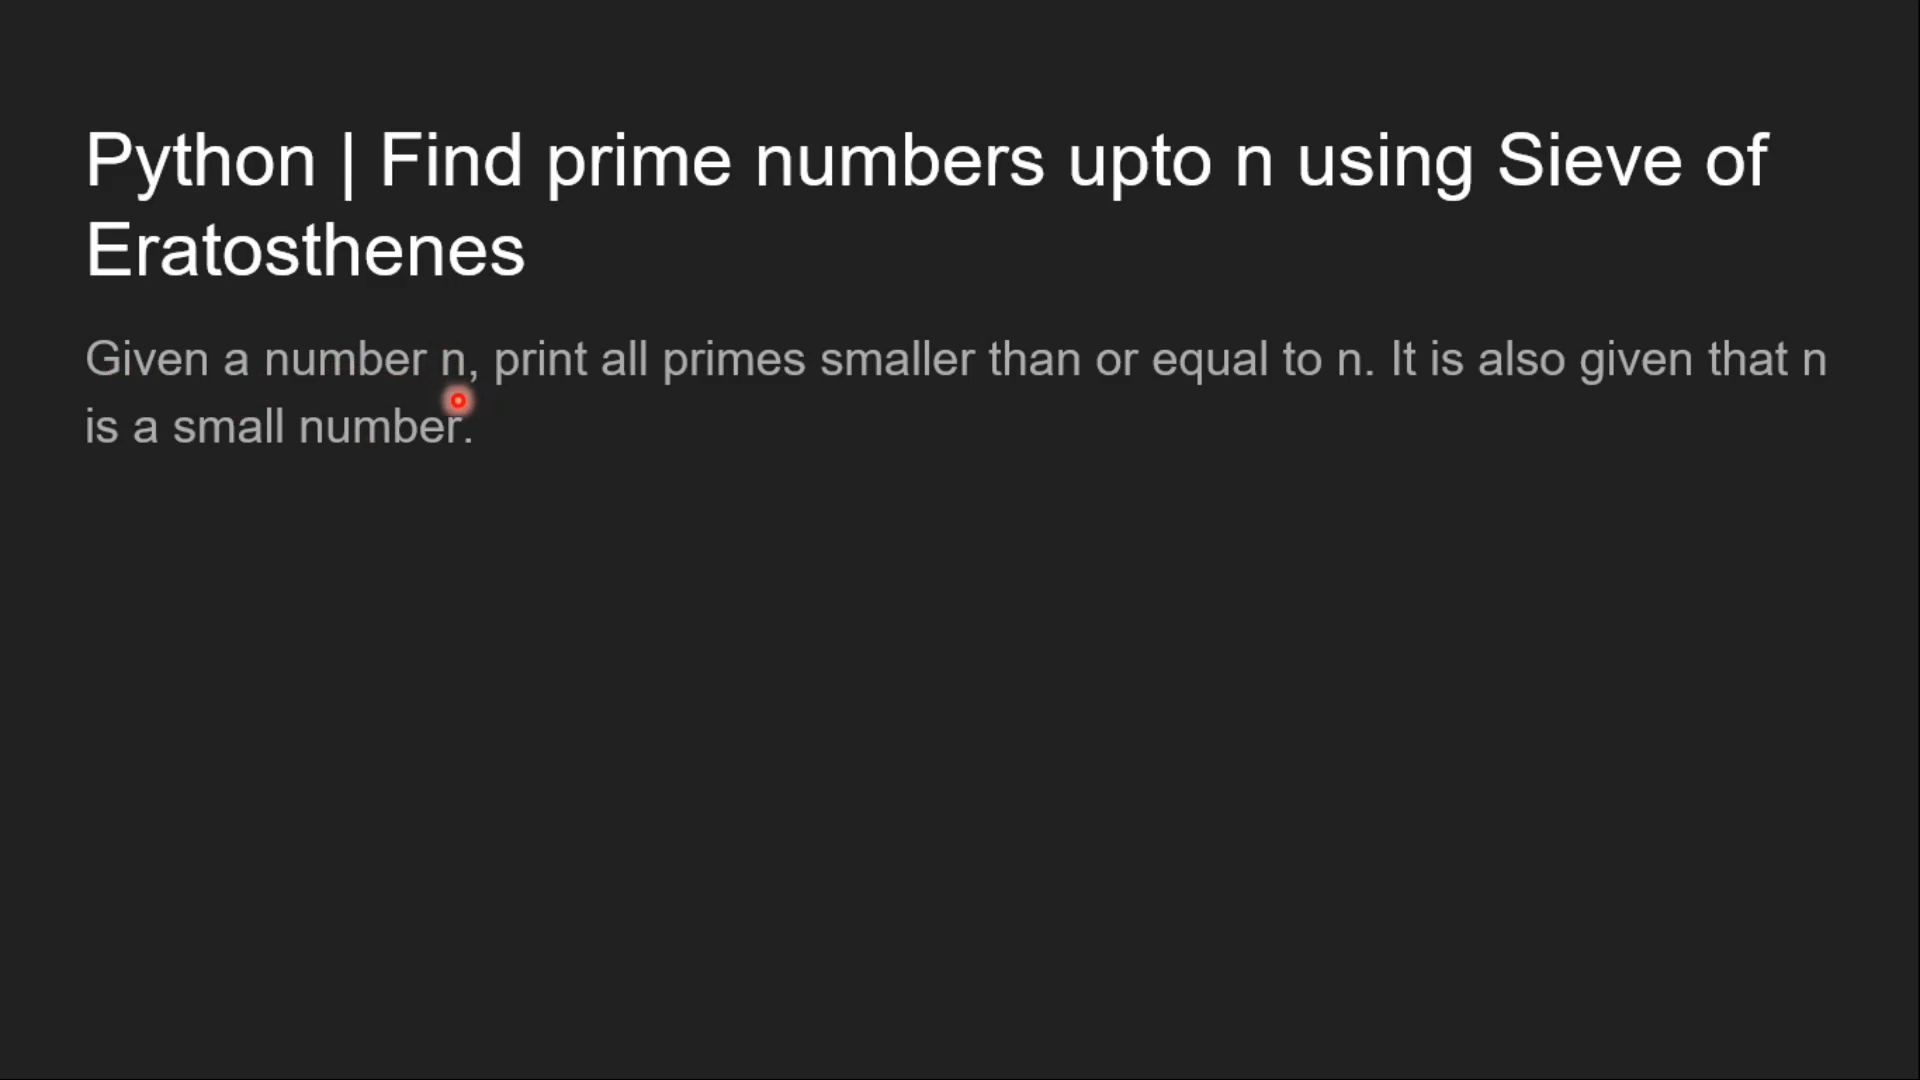 Python | Find prime numbers upto n using Sieve of
Eratosthenes
Given a number n, print all primes smaller than or equal to n. It is also given that n
is a small number.